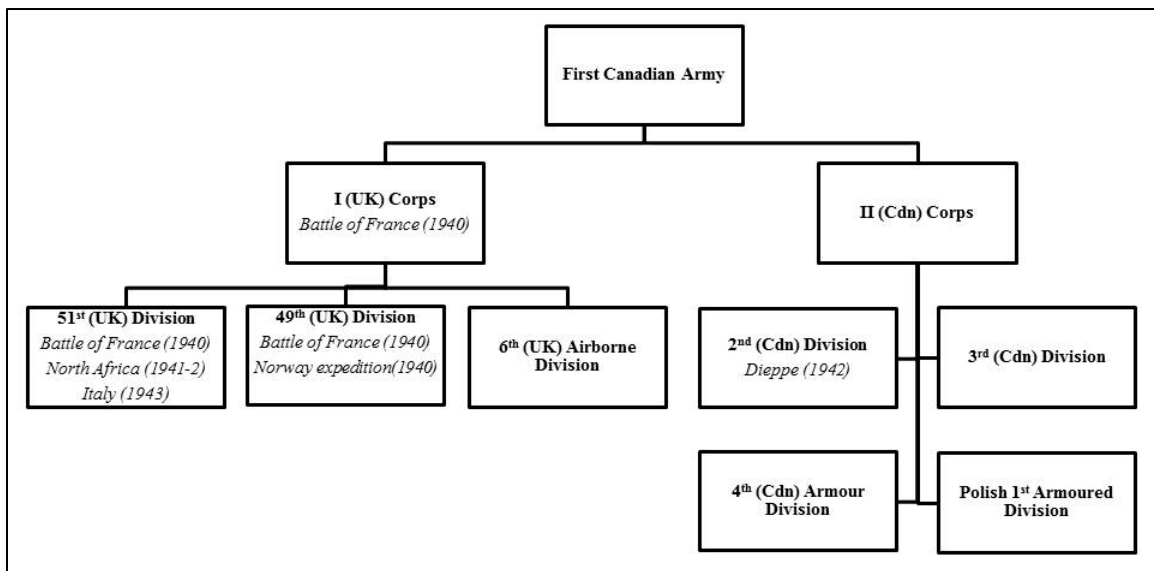 First Canadian Army
I (UK) Corps
Battle of France (1940)
II (Cdn) Corps
51st (UK) Division
Battle of France (1940)
North Africa (1941-2)
Italy (1943)
49th (UK) Division
Battle of France (1940)
Norway expedition(1940)
6th (UK) Airborne
Division
2nd (Cdn) Division
Dieppe (1942)
3rd (Cdn) Division
4th (Cdn) Armour
Division
Polish 1st Armoured
Division